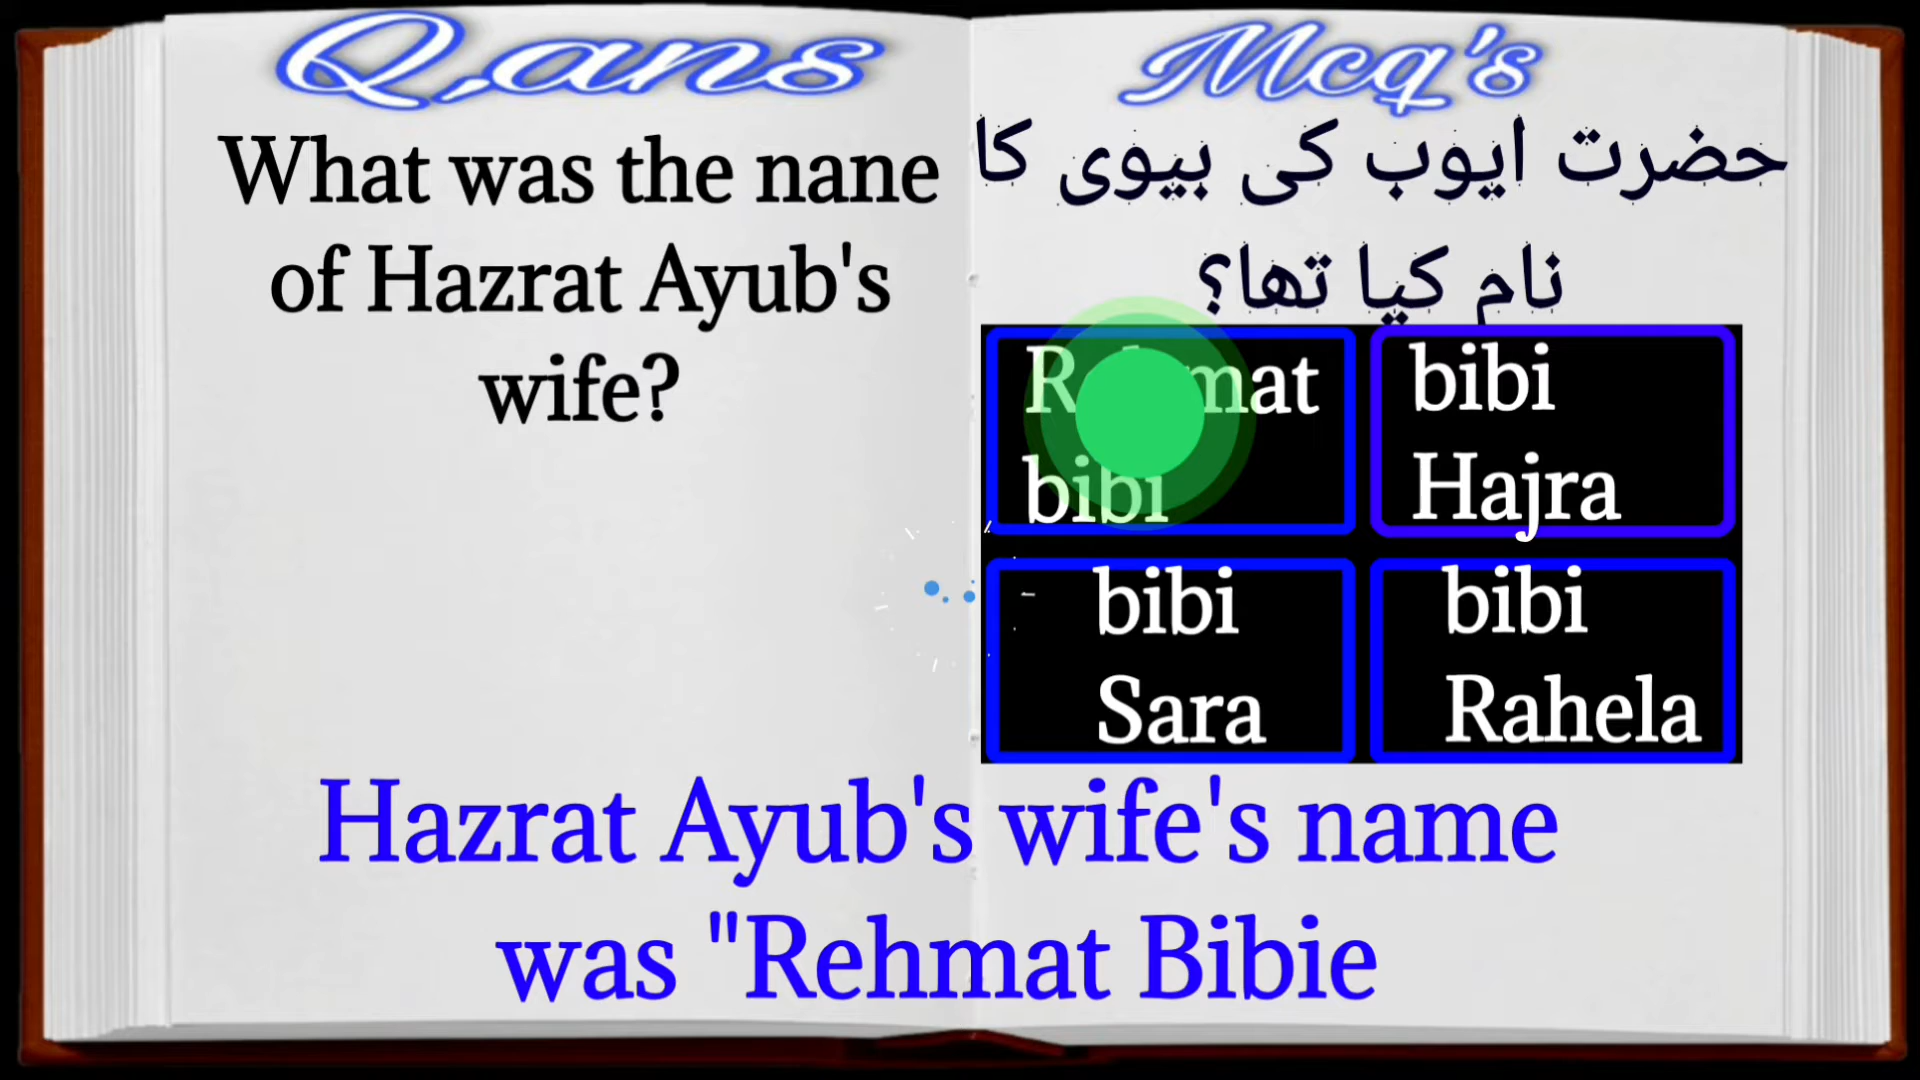 Q,ans
What was the nane
of Hazrat Ayub's
wife?
Mcq's
حضرت ایوب کی بیوی کا
نام کیا تھا؟
bibi
bibi
Hajra
bibi
Sara
bibi
Rahela
Hazrat Ayub's wife's name
was "Rehmat Bibie